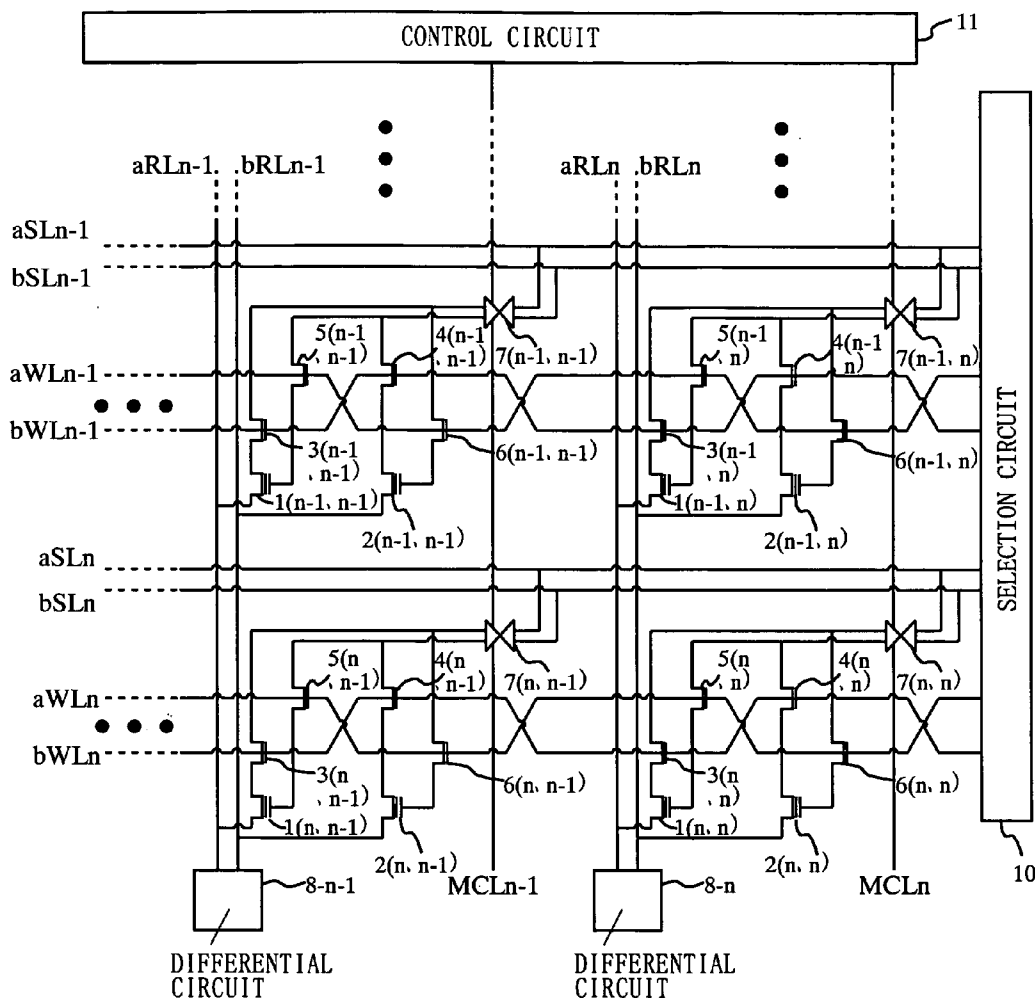 CONTROL CIRCUIT
11
aRLn-1
bRLn-1
aRLn
bRLn
aSLn-1
bSLn-1
5(n-1
、n-1)
4(n-1
、n-1)
7(n-1、n-1)
5(n-1
、n)
4(n-1
、n)
7(n-1、n)
aWLn-1
bWLn-1
3(n-1
、n-1)
6(n-1、n-1)
3(n-1
、n)
6(n-1、n)
1(n-1、n-1)
1(n-1、n)
2(n-1、n-1)
2(n-1、n)
SELECTION CIRCUIT
aSLn
bSLn
5(n
、n-1)
4(n
、n-1)
7(n、n-1)
5(n
、n)
4(n
、n)
7(n、n)
aWLn
bWLn
3(n
、n-1)
6(n、n-1)
3(n
、n)
6(n、n)
1(n、n-1)
1(n、n)
2(n、n-1)
2(n、n)
10
8-n-1
MCLn-1
8-n
MCLn
DIFFERENTIAL
CIRCUIT
DIFFERENTIAL
CIRCUIT